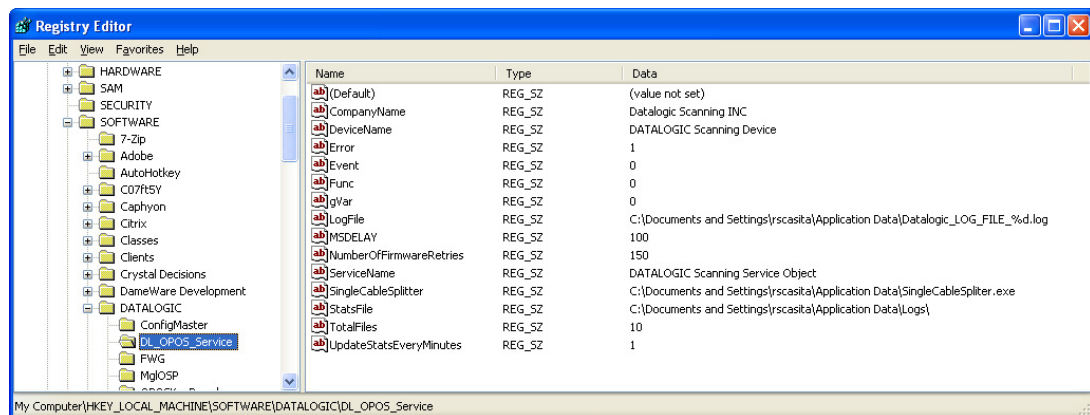 Registry Editor
File Edit View Favorites Help
HARDWARE
SAM
SECURITY
SOFTWARE
7-Zip
Adobe
AutoHotkey
C07ft5Y
Caphyon
Citrix
Classes
Clients
Crystal Decisions
DameWare Development
DATALOGIC
ConfigMaster
DL_OPOS_Service
FWG
MglOSP
Name Type Data
(Default) REG_SZ (value not set)
CompanyName REG_SZ Datalogic Scanning INC
DeviceName REG_SZ DATALOGIC Scanning Device
Error REG_SZ 1
Event REG_SZ 0
Func REG_SZ 0
gVar REG_SZ 0
LogFile REG_SZ C:\Documents and Settings\rscasita\Application Data\Datalogic_LOG_FILE_%d.log
MSDELAY REG_SZ 100
NumberOfFirmwareRetries REG_SZ 150
ServiceName REG_SZ DATALOGIC Scanning Service Object
SingleCableSplitter REG_SZ C:\Documents and Settings\rscasita\Application Data\SingleCableSpliter.exe
StatsFile REG_SZ C:\Documents and Settings\rscasita\Application Data\Logs\
TotalFiles REG_SZ 10
UpdateStatsEveryMinutes REG_SZ 1
My Computer\HKEY_LOCAL_MACHINE\SOFTWARE\DATALOGIC\DL_OPOS_Service